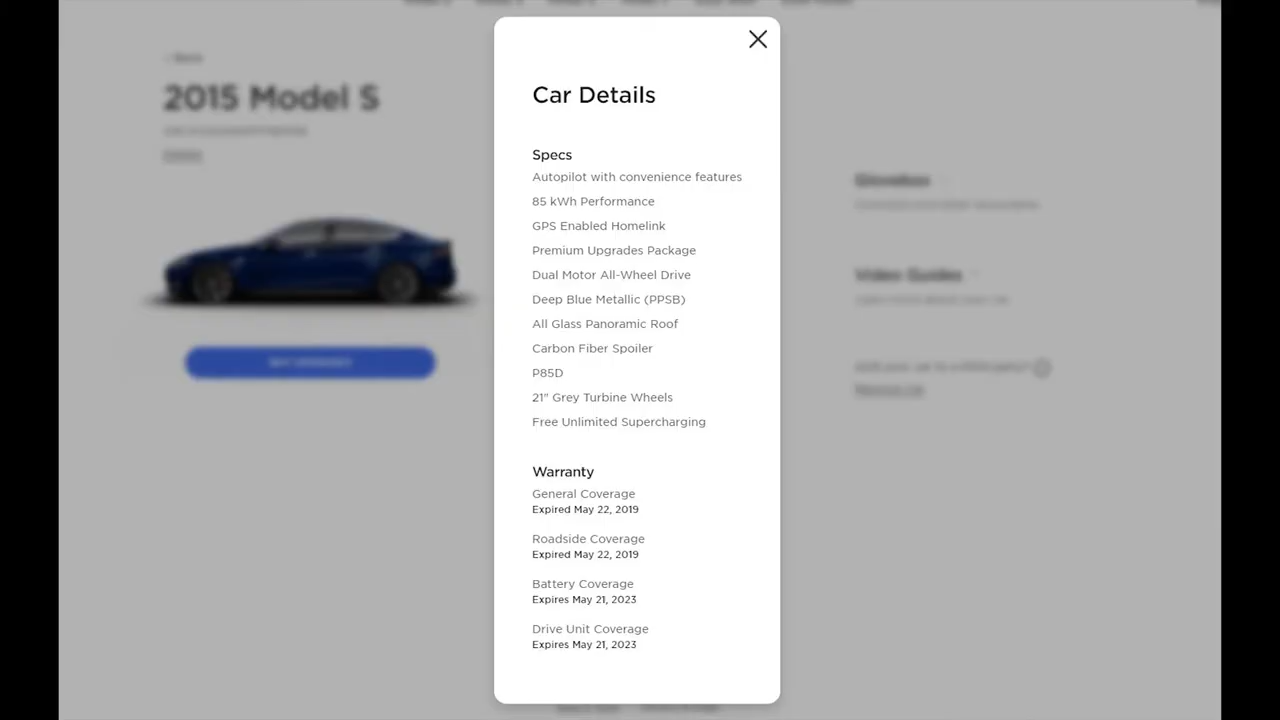 2015 Model S
Glovebox
Video Guides
Car Details
Specs
Autopilot with convenience features
85 kWh Performance
GPS Enabled Homelink
Premium Upgrades Package
Dual Motor All-Wheel Drive
Deep Blue Metallic (PPSB)
All Glass Panoramic Roof
Carbon Fiber Spoiler
P85D
21" Grey Turbine Wheels
Free Unlimited Supercharging
Warranty
General Coverage
Expired May 22, 2019
Roadside Coverage
Expired May 22, 2019
Battery Coverage
Expires May 21, 2023
Drive Unit Coverage
Expires May 21, 2023